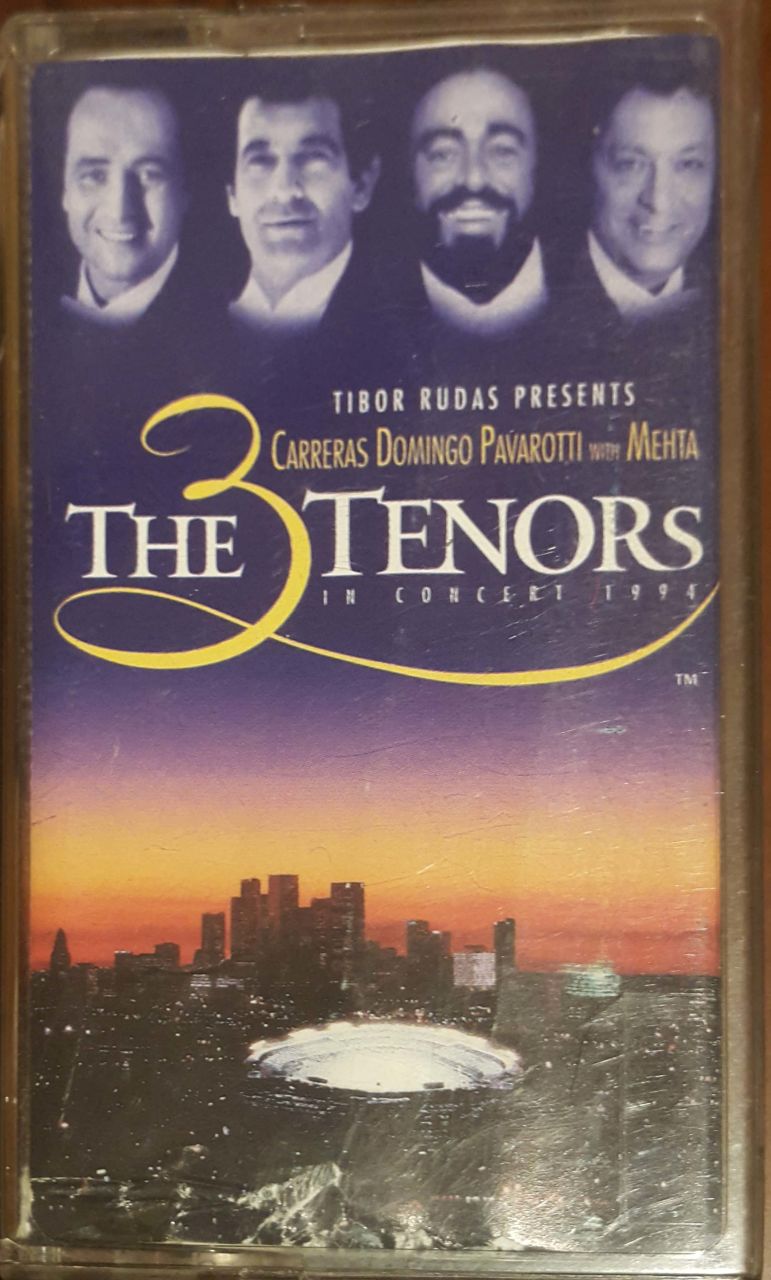 TIBOR RUDAS PRESENTS
CARRERAS DOMINGO PAVAROTTI WITH MEHTA
THE 3 TENORS
IN CONCERT 1994
TM